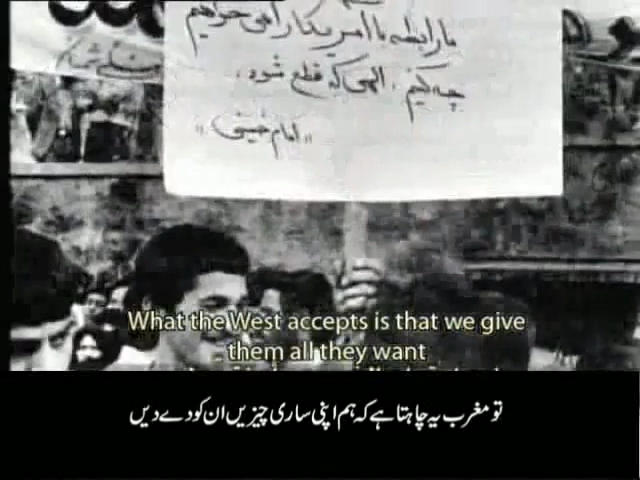 ما رابطه با امریکا را می خواهیم
چه کنیم . الهی که قطع شود .
"امام خمینی"
What the West accepts is that we give
them all they want
تو مغرب یہ چاہتا ہے کہ ہم اپنی ساری چیزیں ان کو دے دیں